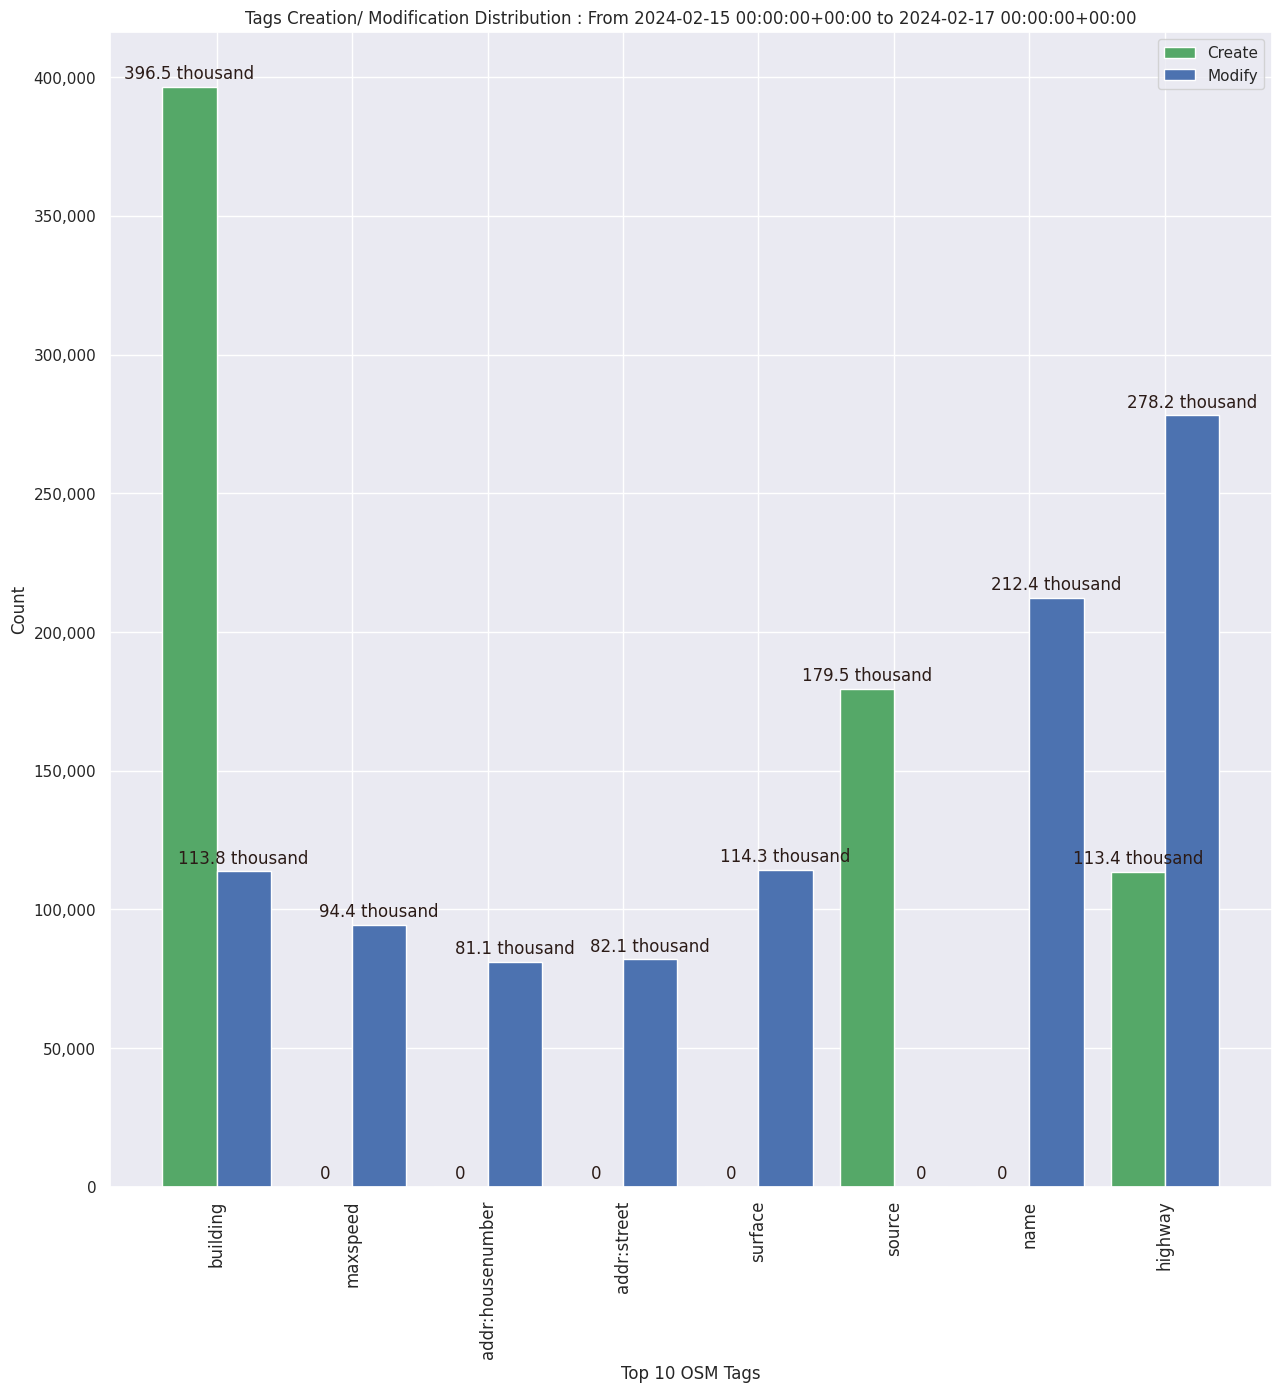 Tags Creation/ Modification Distribution : From 2024-02-15 00:00:00+00:00 to 2024-02-17 00:00:00+00:00
Create
Modify
Count
400,000
350,000
300,000
250,000
200,000
150,000
100,000
50,000
0
396.5 thousand
113.8 thousand
0
94.4 thousand
0
81.1 thousand
0
82.1 thousand
0
114.3 thousand
179.5 thousand
0
0
212.4 thousand
113.4 thousand
278.2 thousand
building
maxspeed
addr:housenumber
addr:street
surface
source
name
highway
Top 10 OSM Tags